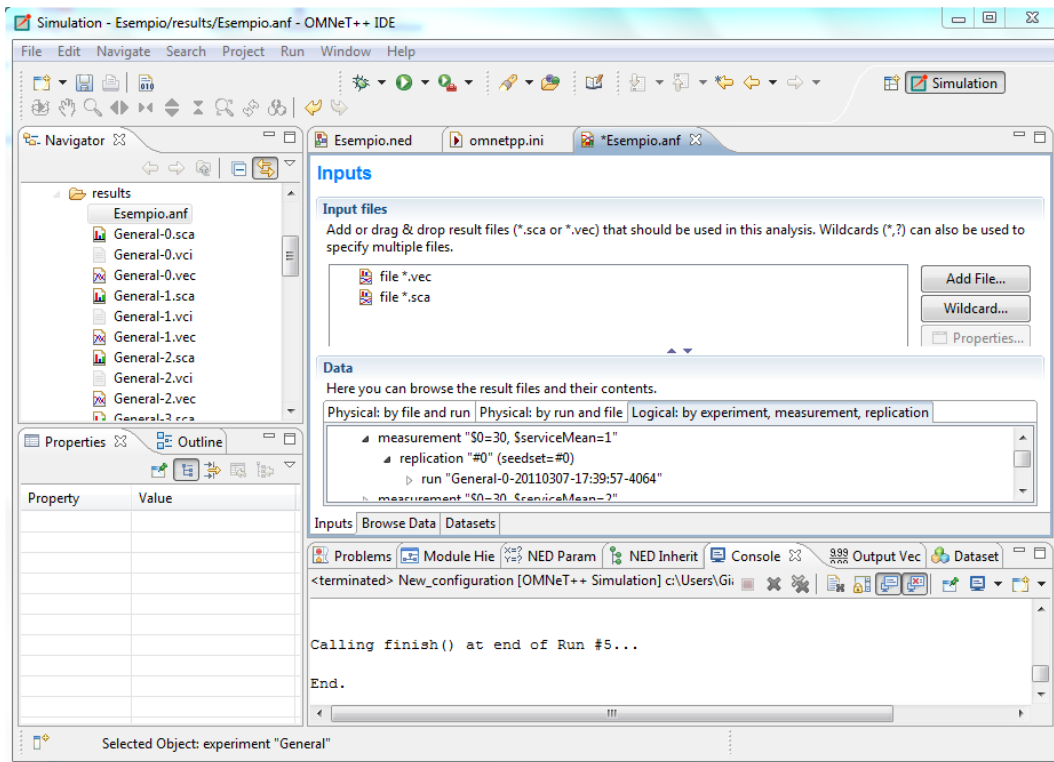 Simulation - Esempio/results/Esempio.anf - OMNeT++ IDE
File Edit Navigate Search Project Run Window Help
Simulation
Navigator
results
Esempio.anf
General-0.sca
General-0.vci
General-0.vec
General-1.sca
General-1.vci
General-1.vec
General-2.sca
General-2.vci
General-2.vec
General-3.sca
Esempio.ned omnetpp.ini *Esempio.anf
Inputs
Input files
Add or drag & drop result files (*.sca or *.vec) that should be used in this analysis. Wildcards (*,?) can also be used to
specify multiple files.
file *.vec
file *.sca
Add File...
Wildcard...
Properties...
Data
Here you can browse the result files and their contents.
Physical: by file and run Physical: by run and file Logical: by experiment, measurement, replication
measurement "$0=30, $serviceMean=1"
replication "#0" (seedset=#0)
run "General-0-20110307-17:39:57-4064"
measurement "$0=30, $serviceMean=2"
Inputs Browse Data Datasets
Properties Outline
Property Value
Problems Module Hie NED Param NED Inherit Console Output Vec Dataset
<terminated> New_configuration [OMNeT++ Simulation] c:\Users\Gi
Calling finish() at end of Run #5...
End.
Selected Object: experiment "General"